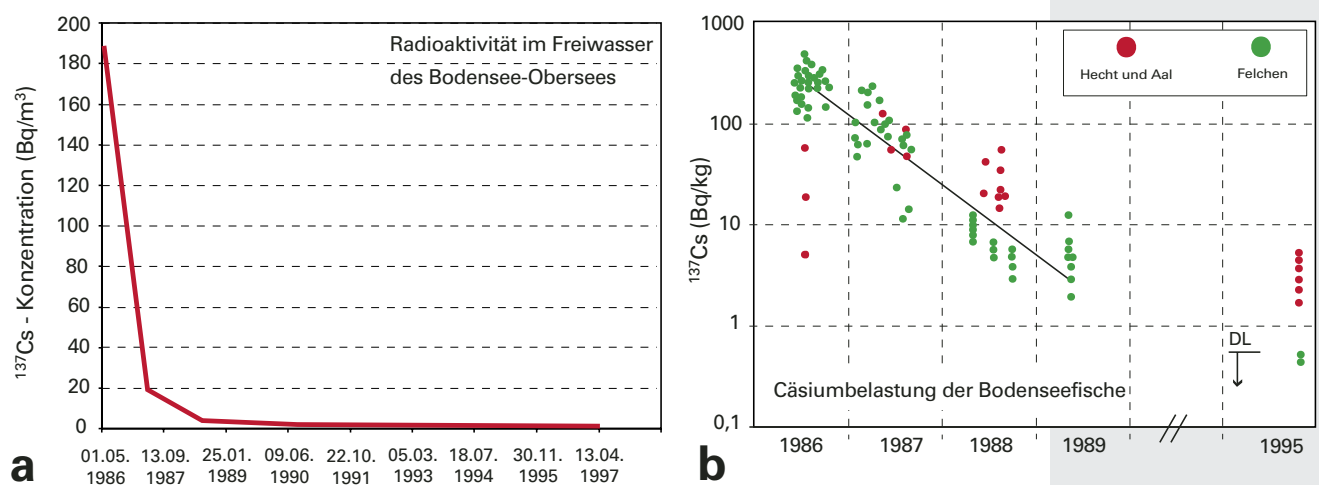 200
180
160
140
120
100
80
60
40
20
0
¹³⁷Cs - Konzentration (Bq/m³)
Radioaktivität im Freiwasser
des Bodensee-Obersees
01.05. 13.09. 25.01. 09.06. 22.10. 05.03. 18.07. 30.11. 13.04.
1986 1987 1989 1990 1991 1993 1994 1995 1997
a
1000
100
10
1
0,1
¹³⁷Cs (Bq/kg)
Hecht und Aal Felchen
DL
Cäsiumbelastung der Bodenseefische
1986 1987 1988 1989 1995
b